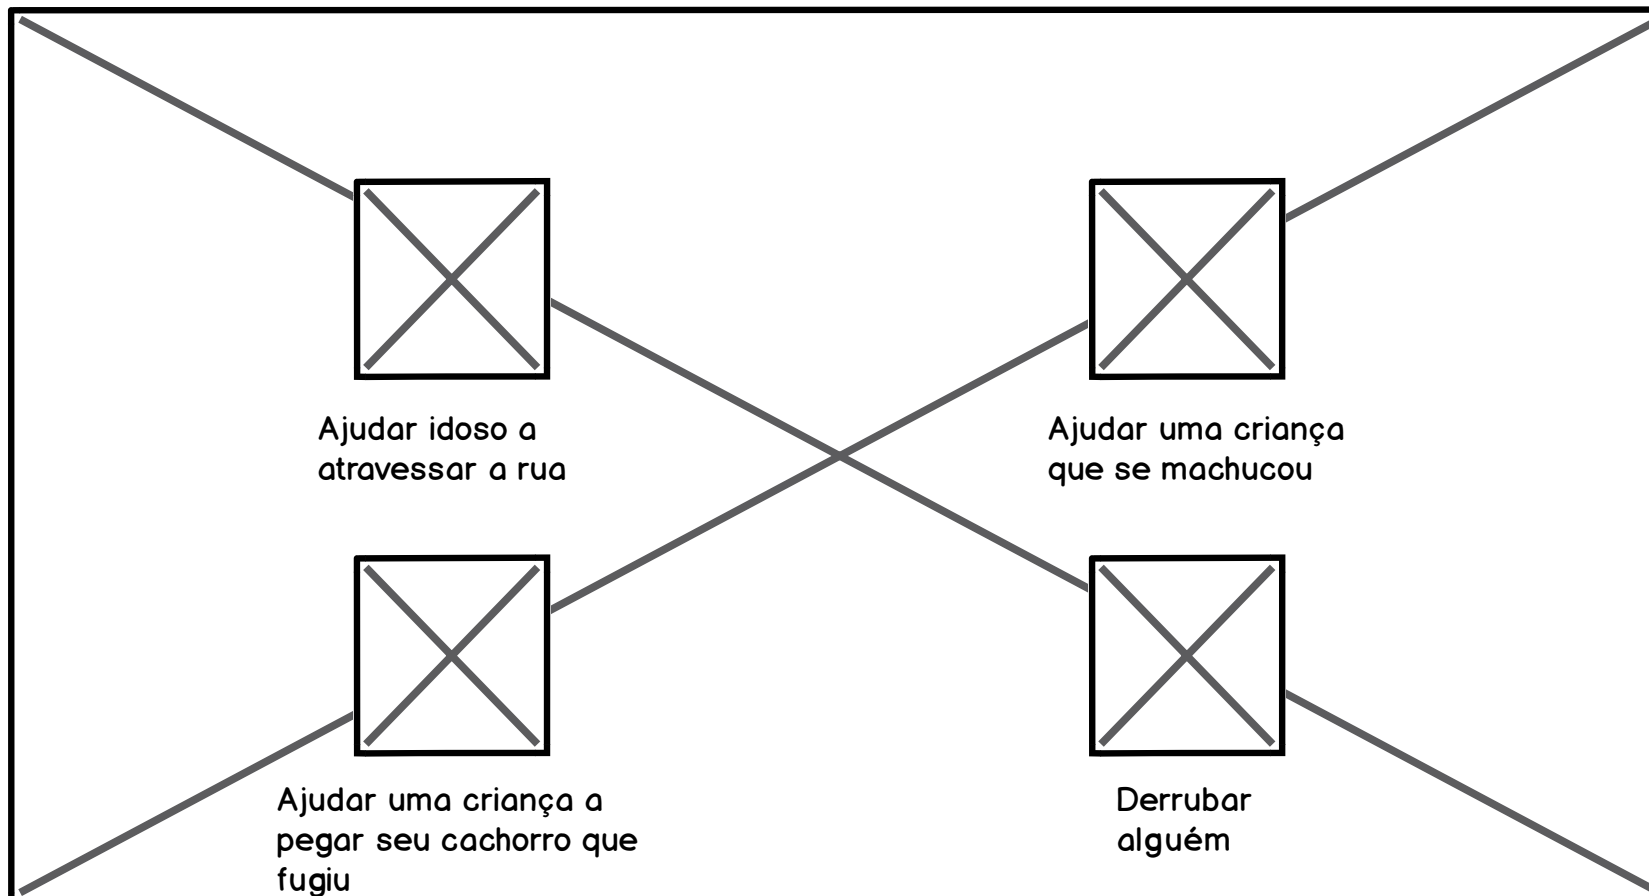 Ajudar idoso a
atravessar a rua
Ajudar uma criança
que se machucou
Ajudar uma criança a
pegar seu cachorro que
fugiu
Derrubar
alguém